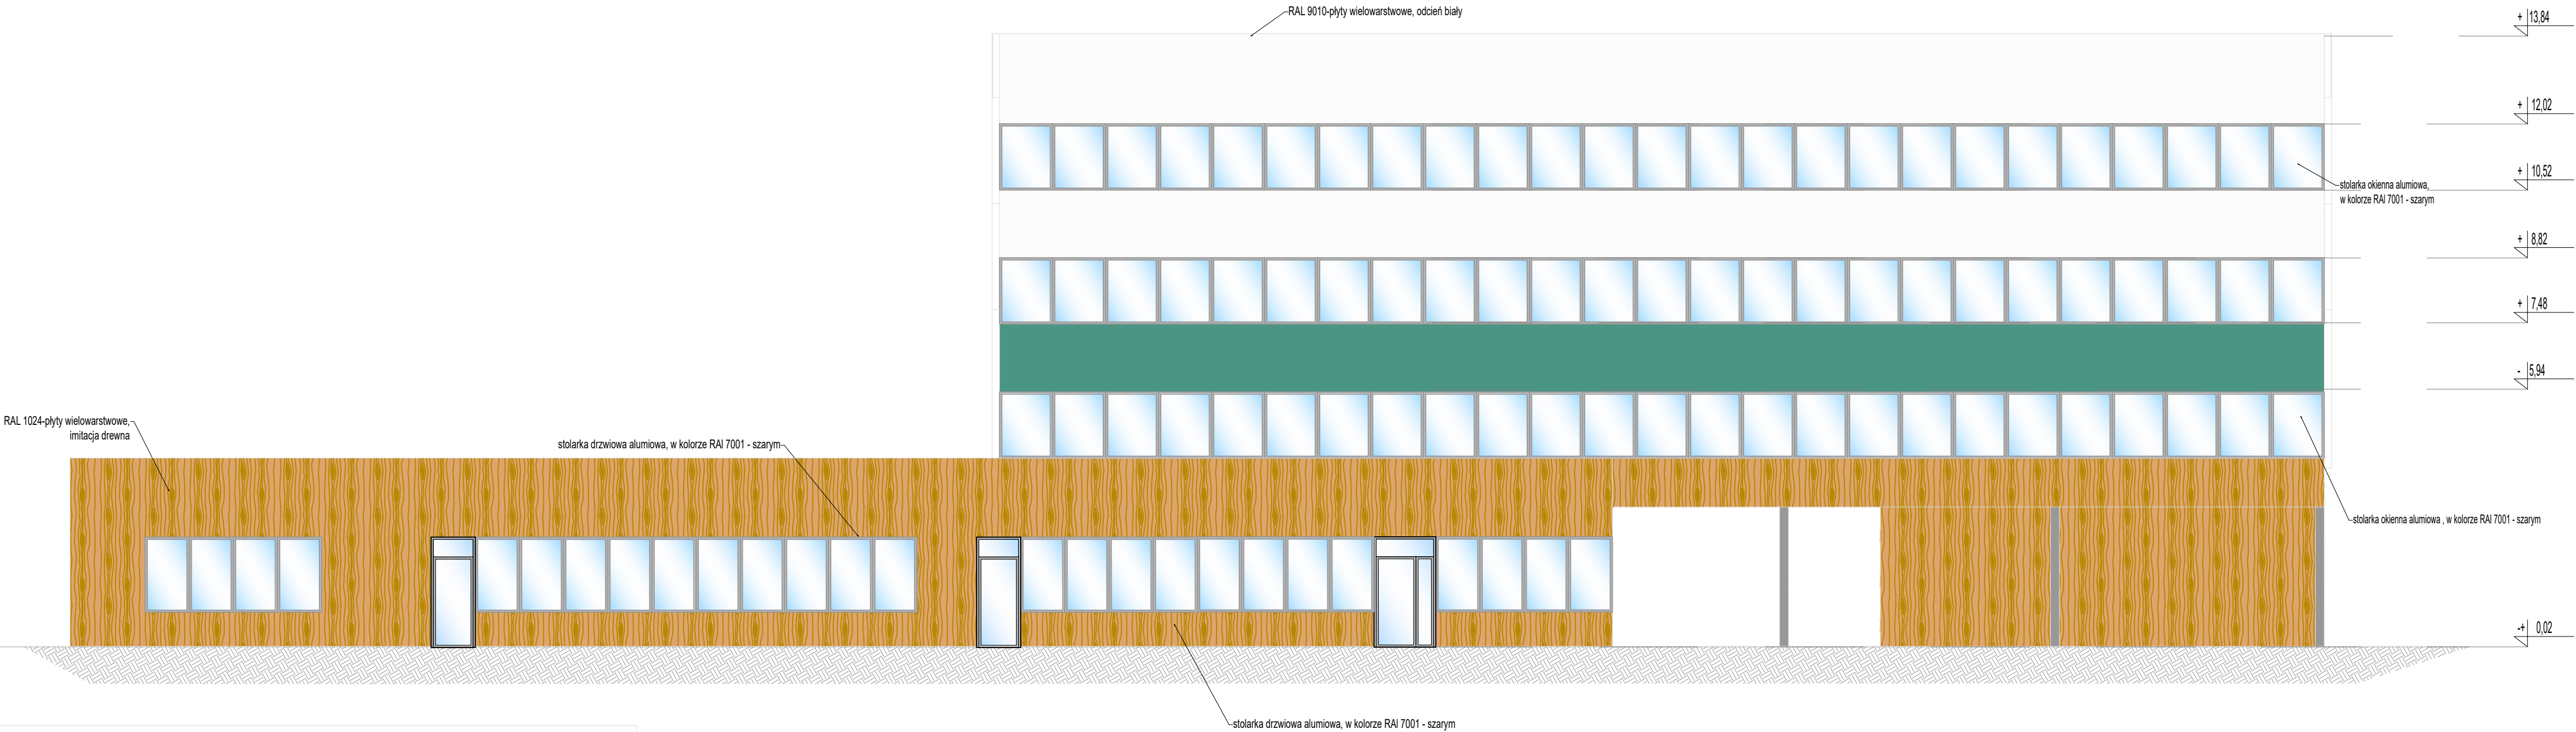 RAL 9010-płyty wielowarstwowe, odcień biały
+ 13,84
+ 12,02
+ 10,52
stolarka okienna alumiowa,
w kolorze RAl 7001 - szarym
+ 8,82
+ 7,48
- 5,94
RAL 1024-płyty wielowarstwowe,
imitacja drewna
stolarka drzwiowa alumiowa, w kolorze RAl 7001 - szarym
stolarka okienna alumiowa , w kolorze RAl 7001 - szarym
-+ 0,02
stolarka drzwiowa alumiowa, w kolorze RAl 7001 - szarym